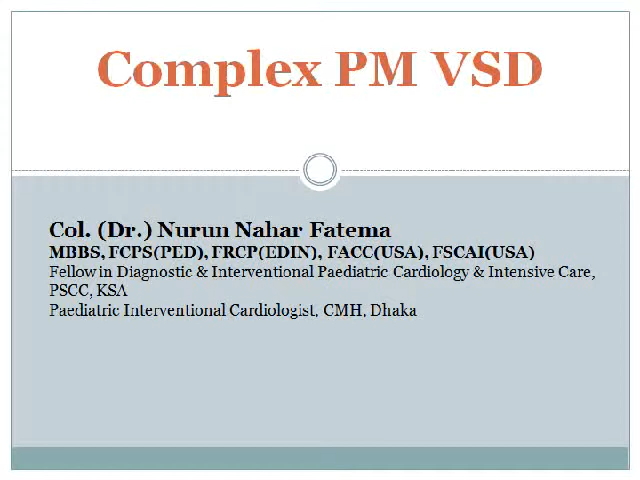 Complex PM VSD
Col. (Dr.) Nurun Nahar Fatema
MBBS, FCPS(PED), FRCP(EDIN), FACC(USA), FSCAI(USA)
Fellow in Diagnostic & Interventional Paediatric Cardiology & Intensive Care,
PSCC, KSA
Paediatric Interventional Cardiologist, CMH, Dhaka